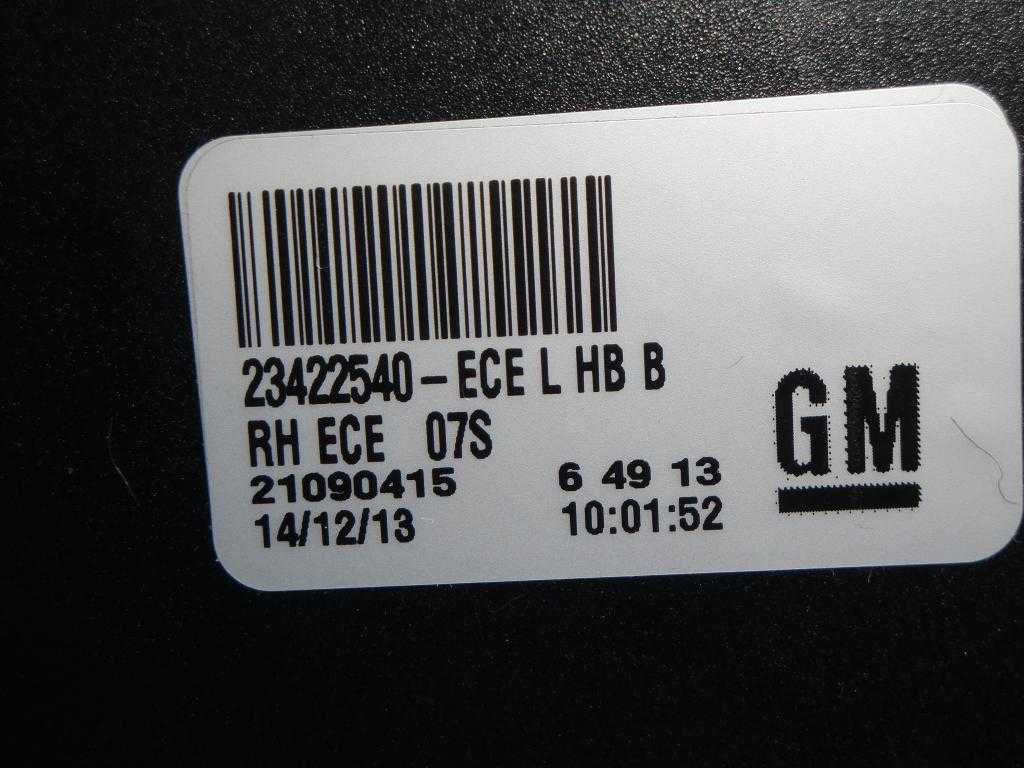 23422540-ECE L HB B
RH ECE 07S
21090415 6 49 13
14/12/13 10:01:52
GM